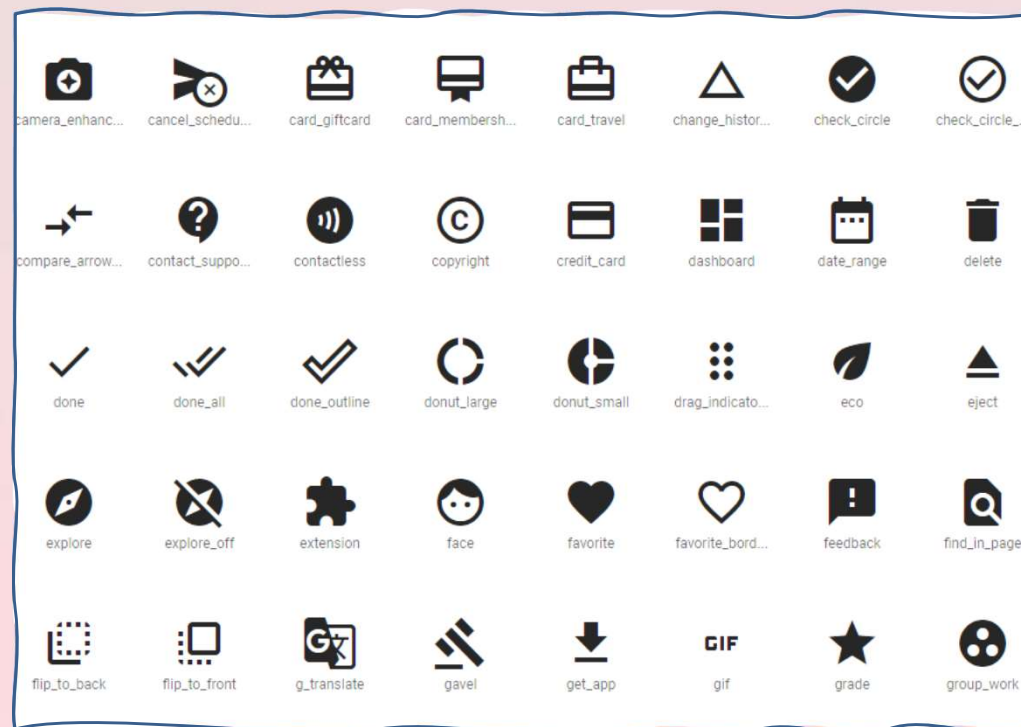 camera_enhanc... cancel_schedu... card_giftcard card_membersh... card_travel change_histor... check_circle check_circle_..
compare_arrow... contact_suppo... contactless copyright credit_card dashboard date_range delete
done done_all done_outline donut_large donut_small drag_indicato... eco eject
explore explore_off extension face favorite favorite_bord... feedback find_in_page
G GIF
flip_to_back flip_to_front g_translate gavel get_app gif grade group_work